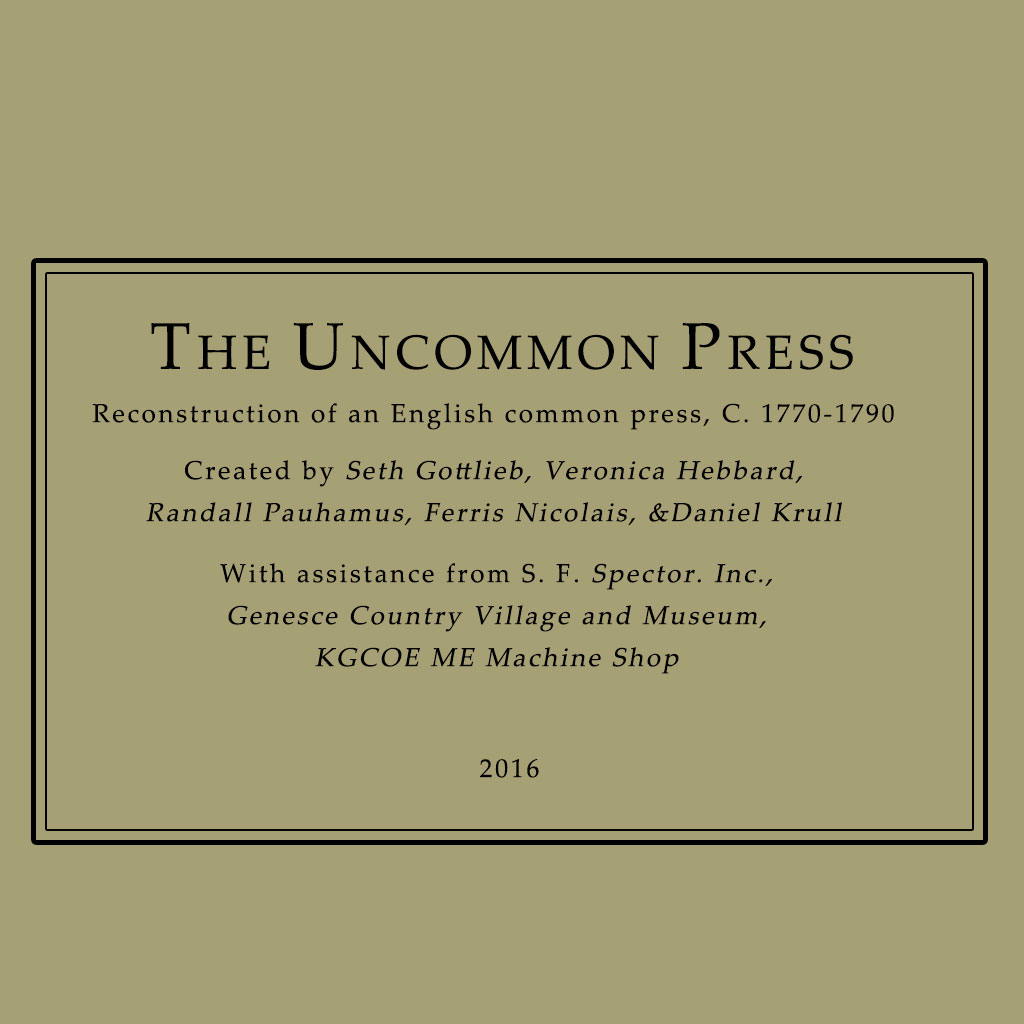 The Uncommon Press
Reconstruction of an English common press, C. 1770-1790
Created by Seth Gottlieb, Veronica Hebbard,
Randall Pauhamus, Ferris Nicolais, &Daniel Krull
With assistance from S. F. Spector. Inc.,
Genesce Country Village and Museum,
KGCOE ME Machine Shop
2016